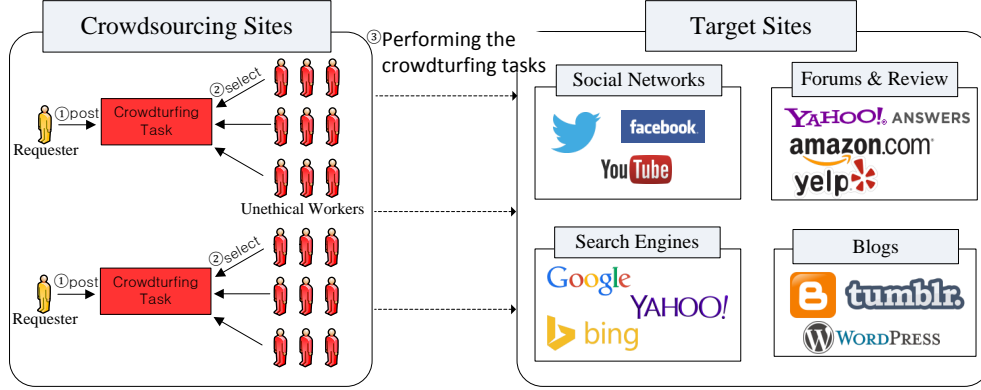 Crowdsourcing Sites
③Performing the
crowdturfing tasks
Target Sites
②select
①post
Crowdturfing
Task
Requester
Unethical Workers
②select
①post
Crowdturfing
Task
Requester
Social Networks
facebook
You Tube
Forums & Review
YAHOO! ANSWERS
amazon.com
yelp
Search Engines
Google
YAHOO!
bing
Blogs
B
tumblr.
W WORDPRESS